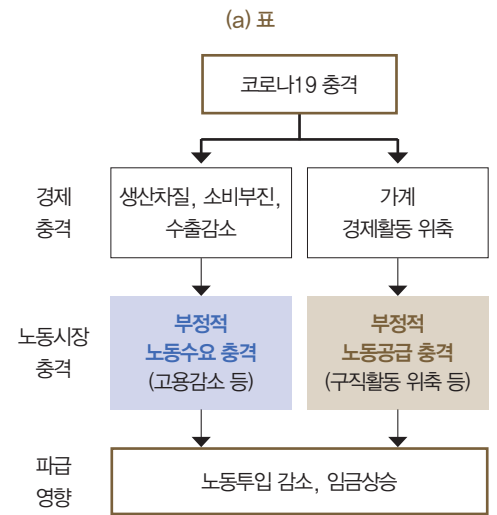 (a) 표
코로나19 충격
경제
충격
생산차질, 소비부진,
수출감소
가계
경제활동 위축
노동시장
충격
부정적
노동수요 충격
(고용감소 등)
부정적
노동공급 충격
(구직활동 위축 등)
파급
영향
노동투입 감소, 임금상승